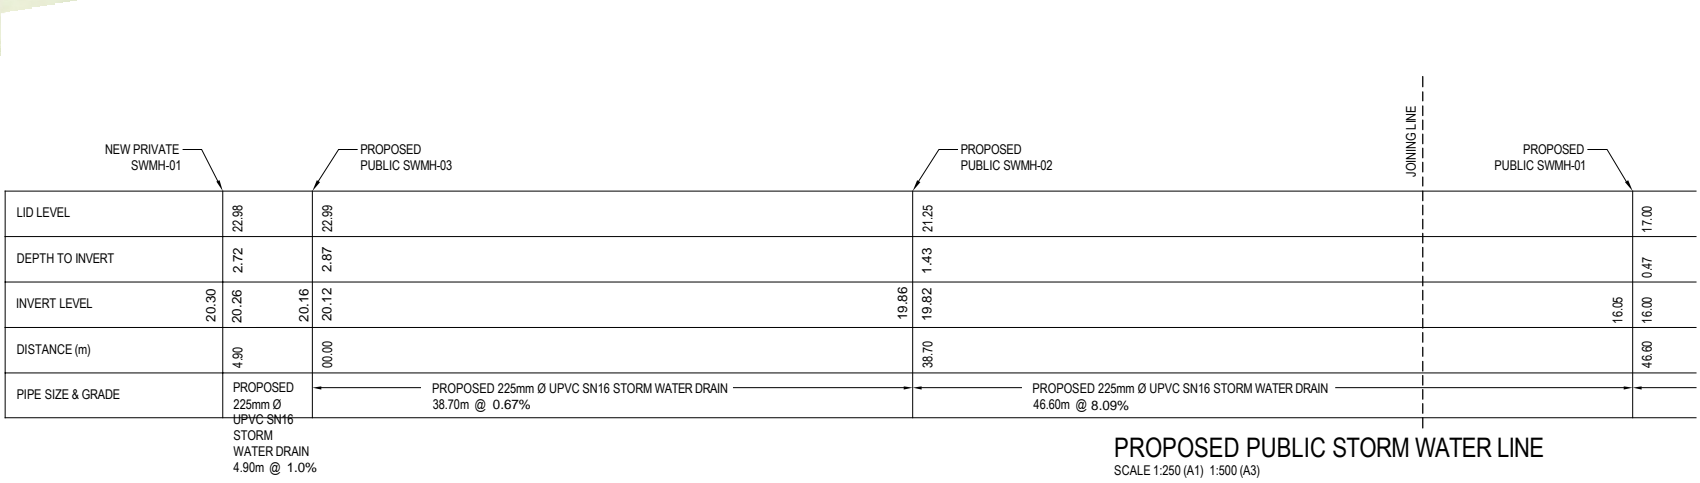 JOINING LINE
NEW PRIVATE
SWMH-01
PROPOSED
PUBLIC SWMH-03
PROPOSED
PUBLIC SWMH-02
PROPOSED
PUBLIC SWMH-01
LID LEVEL 22.98 22.99 21.25 17.00
DEPTH TO INVERT 2.72 2.87 1.43 0.47
INVERT LEVEL 20.30 20.26 20.16 20.12 19.86 19.82 16.05 16.00
DISTANCE (m) 4.90 00.00 38.70 46.60
PIPE SIZE & GRADE
PROPOSED
225mm Ø
UPVC SN16
STORM
WATER DRAIN
4.90m @ 1.0%
PROPOSED 225mm Ø UPVC SN16 STORM WATER DRAIN
38.70m @ 0.67%
PROPOSED 225mm Ø UPVC SN16 STORM WATER DRAIN
46.60m @ 8.09%
PROPOSED PUBLIC STORM WATER LINE
SCALE 1:250 (A1) 1:500 (A3)